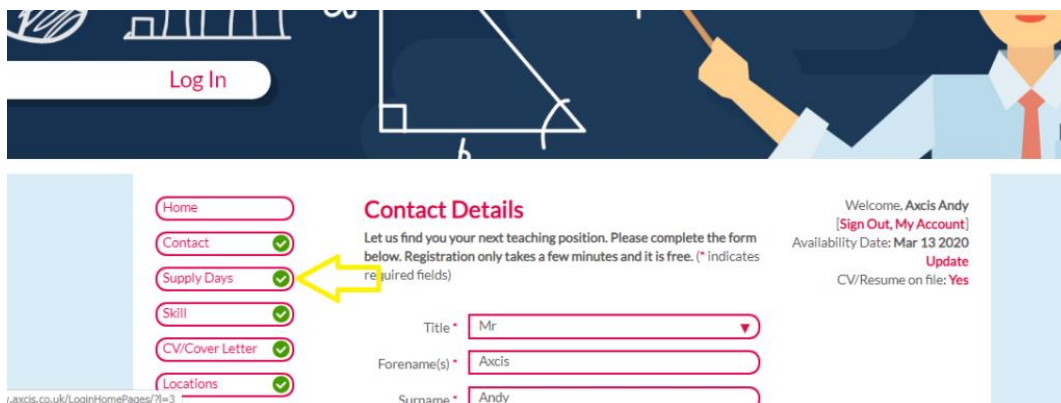 a
b
Log In
Home
Contact
Supply Days
Skill
CV/Cover Letter
Locations
Contact Details
Let us find you your next teaching position. Please complete the form
below. Registration only takes a few minutes and it is free. (* indicates
required fields)
Title *
Mr
Forename(s) *
Axcis
Surname *
Andy
Welcome, Axcis Andy
[Sign Out, My Account]
Availability Date: Mar 13 2020
Update
CV/Resume on file: Yes
.axcis.co.uk/LoginHomePages/?l=3